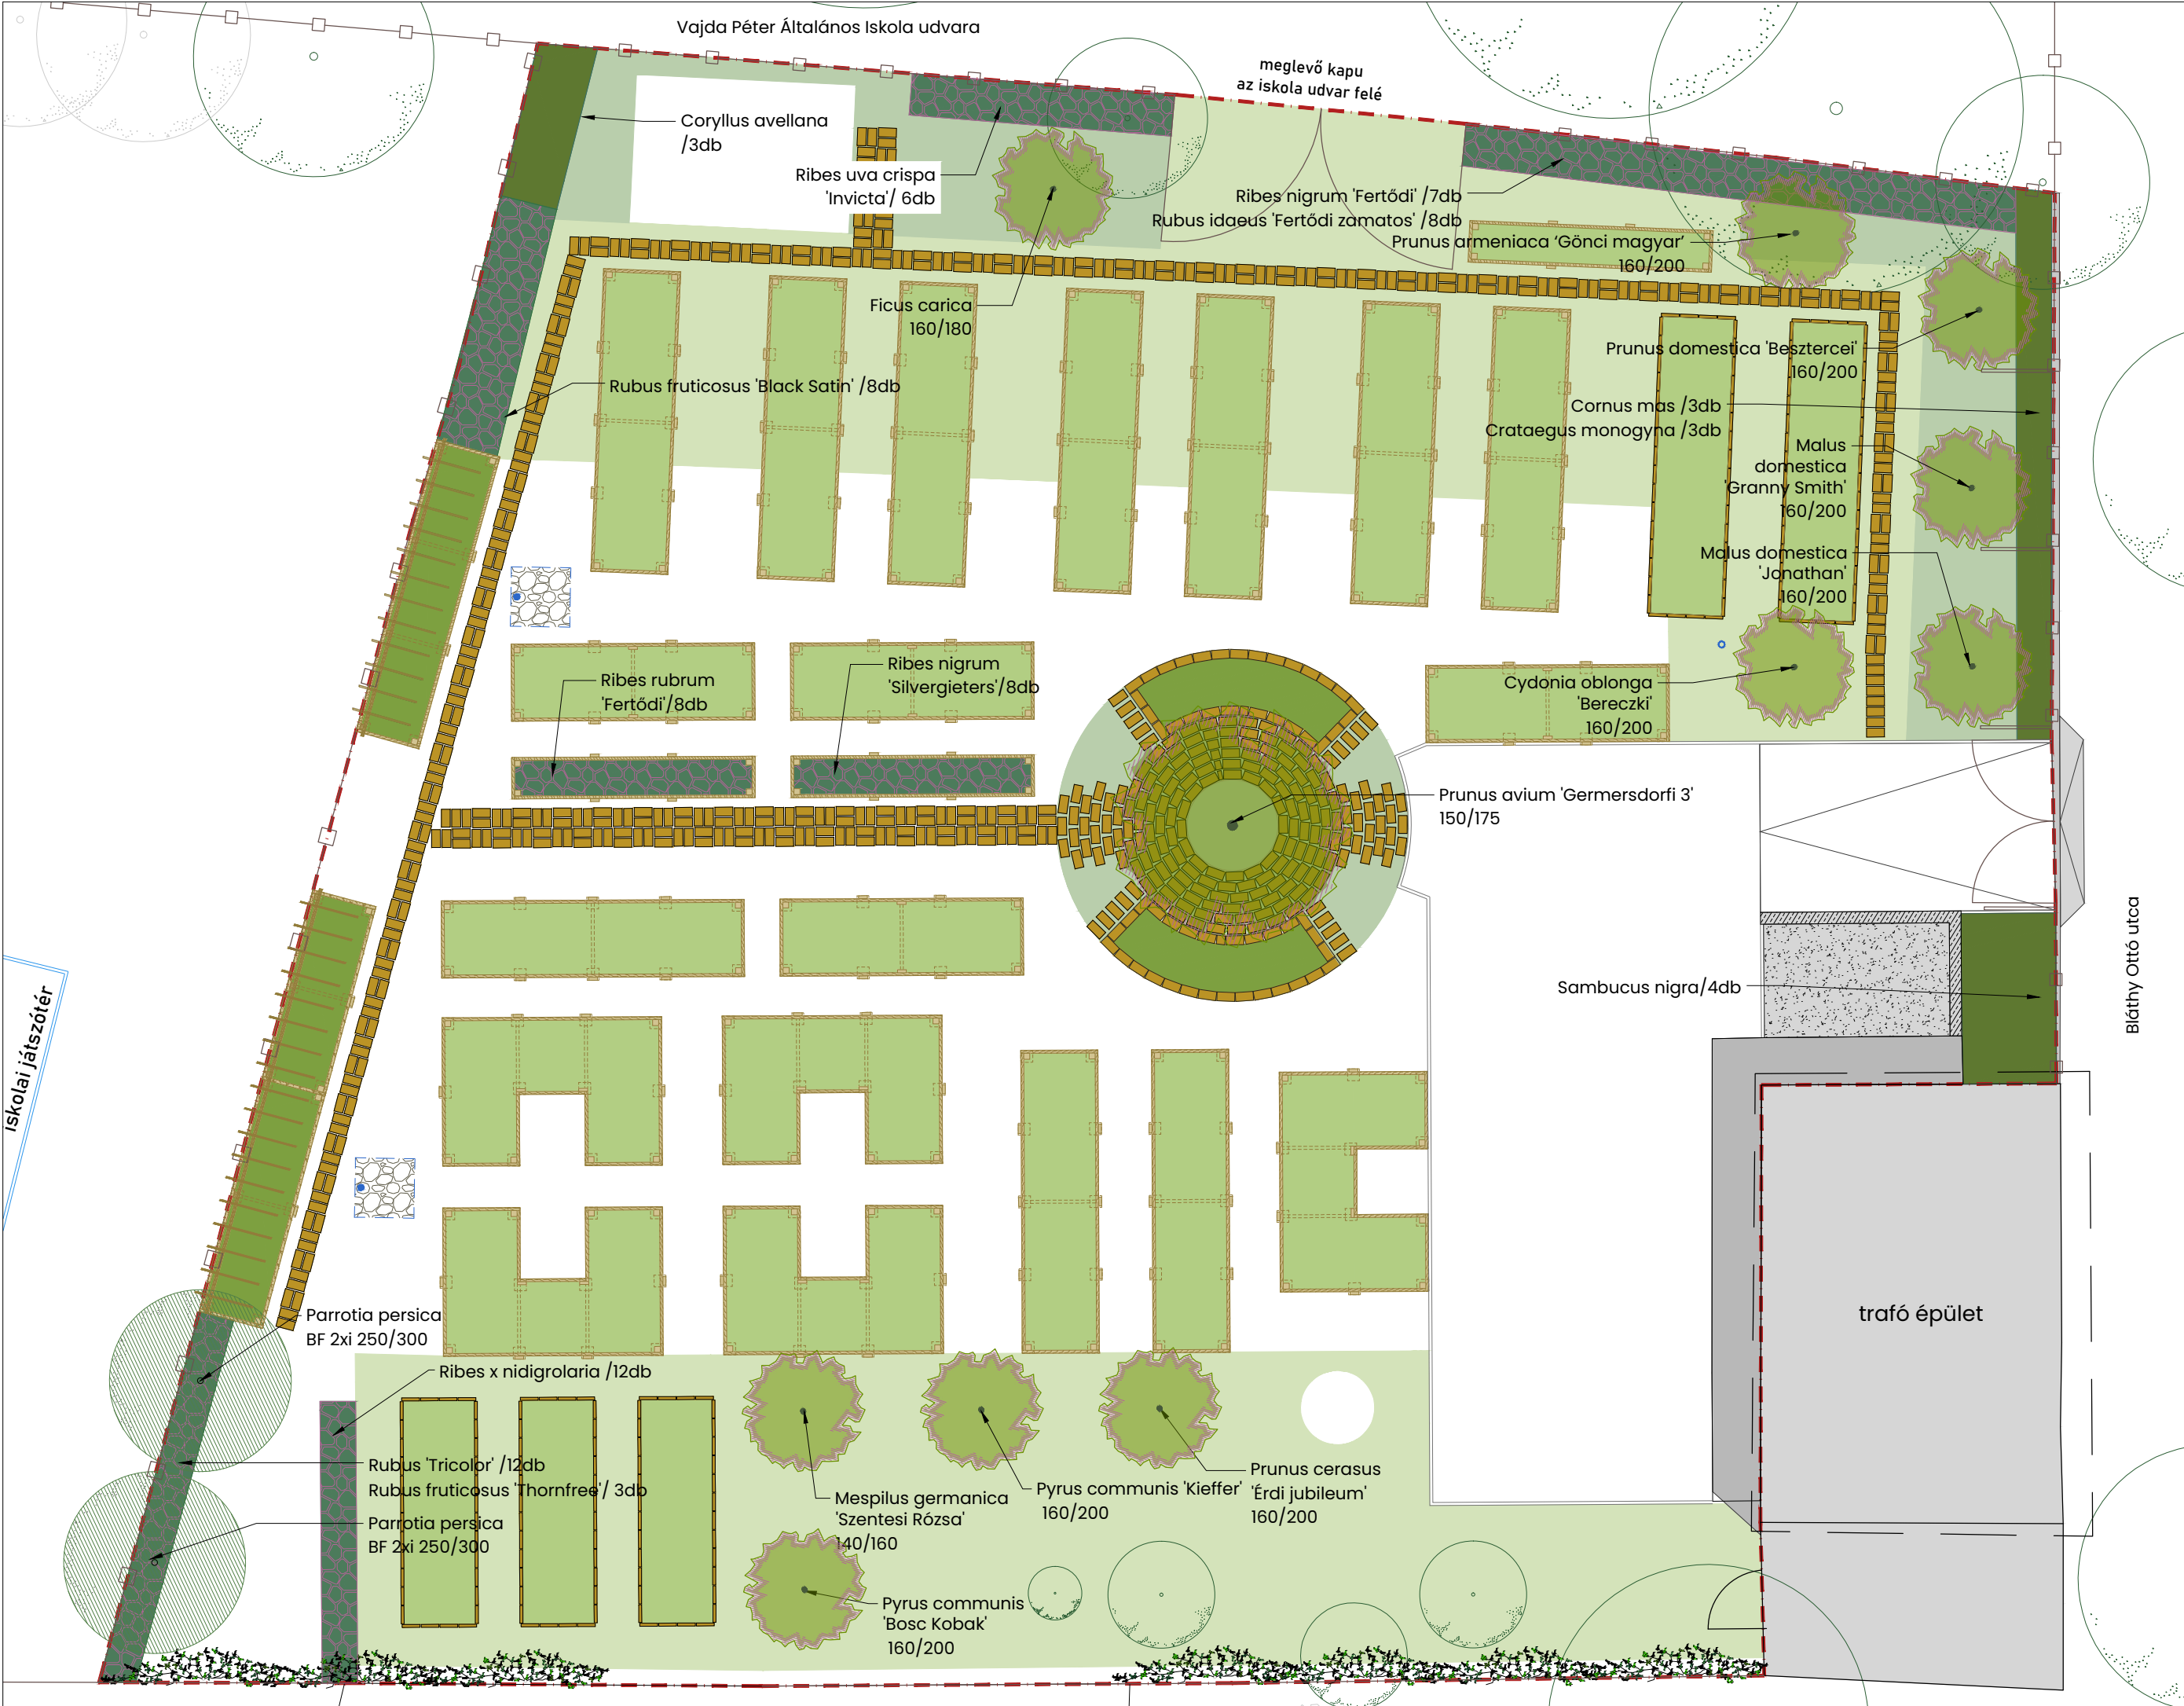 Vajda Péter Általános Iskola udvara
meglevő kapu
az iskola udvar felé
Coryllus avellana
/3db
Ribes uva crispa
'Invicta'/ 6db
Ribes nigrum 'Fertődi' /7db
Rubus idaeus 'Fertődi zamatos' /8db
Prunus armeniaca ‘Gönci magyar’
160/200
Ficus carica
160/180
Prunus domestica 'Besztercei'
160/200
Rubus fruticosus 'Black Satin' /8db
Cornus mas /3db
Crataegus monogyna /3db
Malus
domestica
'Granny Smith'
160/200
Malus domestica
'Jonathan'
160/200
Ribes rubrum
'Fertődi'/8db
Ribes nigrum
'Silvergieters'/8db
Cydonia oblonga
'Bereczki'
160/200
Prunus avium 'Germersdorfi 3'
150/175
Sambucus nigra/4db
Bláthy Ottó utca
Iskolai játszótér
trafó épület
Parrotia persica
BF 2xi 250/300
Ribes x nidigrolaria /12db
Rubus 'Tricolor' /12db
Rubus fruticosus 'Thornfree'/ 3db
Parrotia persica
BF 2xi 250/300
Mespilus germanica
'Szentesi Rózsa'
140/160
Pyrus communis 'Kieffer'
160/200
Prunus cerasus
'Érdi jubileum'
160/200
Pyrus communis
'Bosc Kobak'
160/200